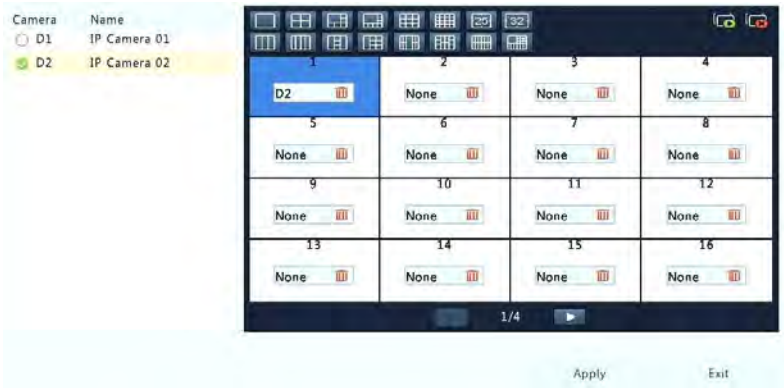 Camera Name
D1 IP Camera 01
D2 IP Camera 02
25 32
1 2 3 4
D2 None None None
5 6 7 8
None None None None
9 10 11 12
None None None None
13 14 15 16
None None None None
1/4
Apply Exit